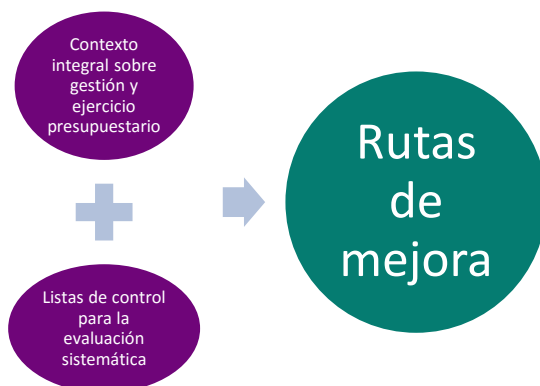 Contexto
integral sobre
gestión y
ejercicio
presupuestario
Listas de control
para la
evaluación
sistemática
Rutas
de
mejora